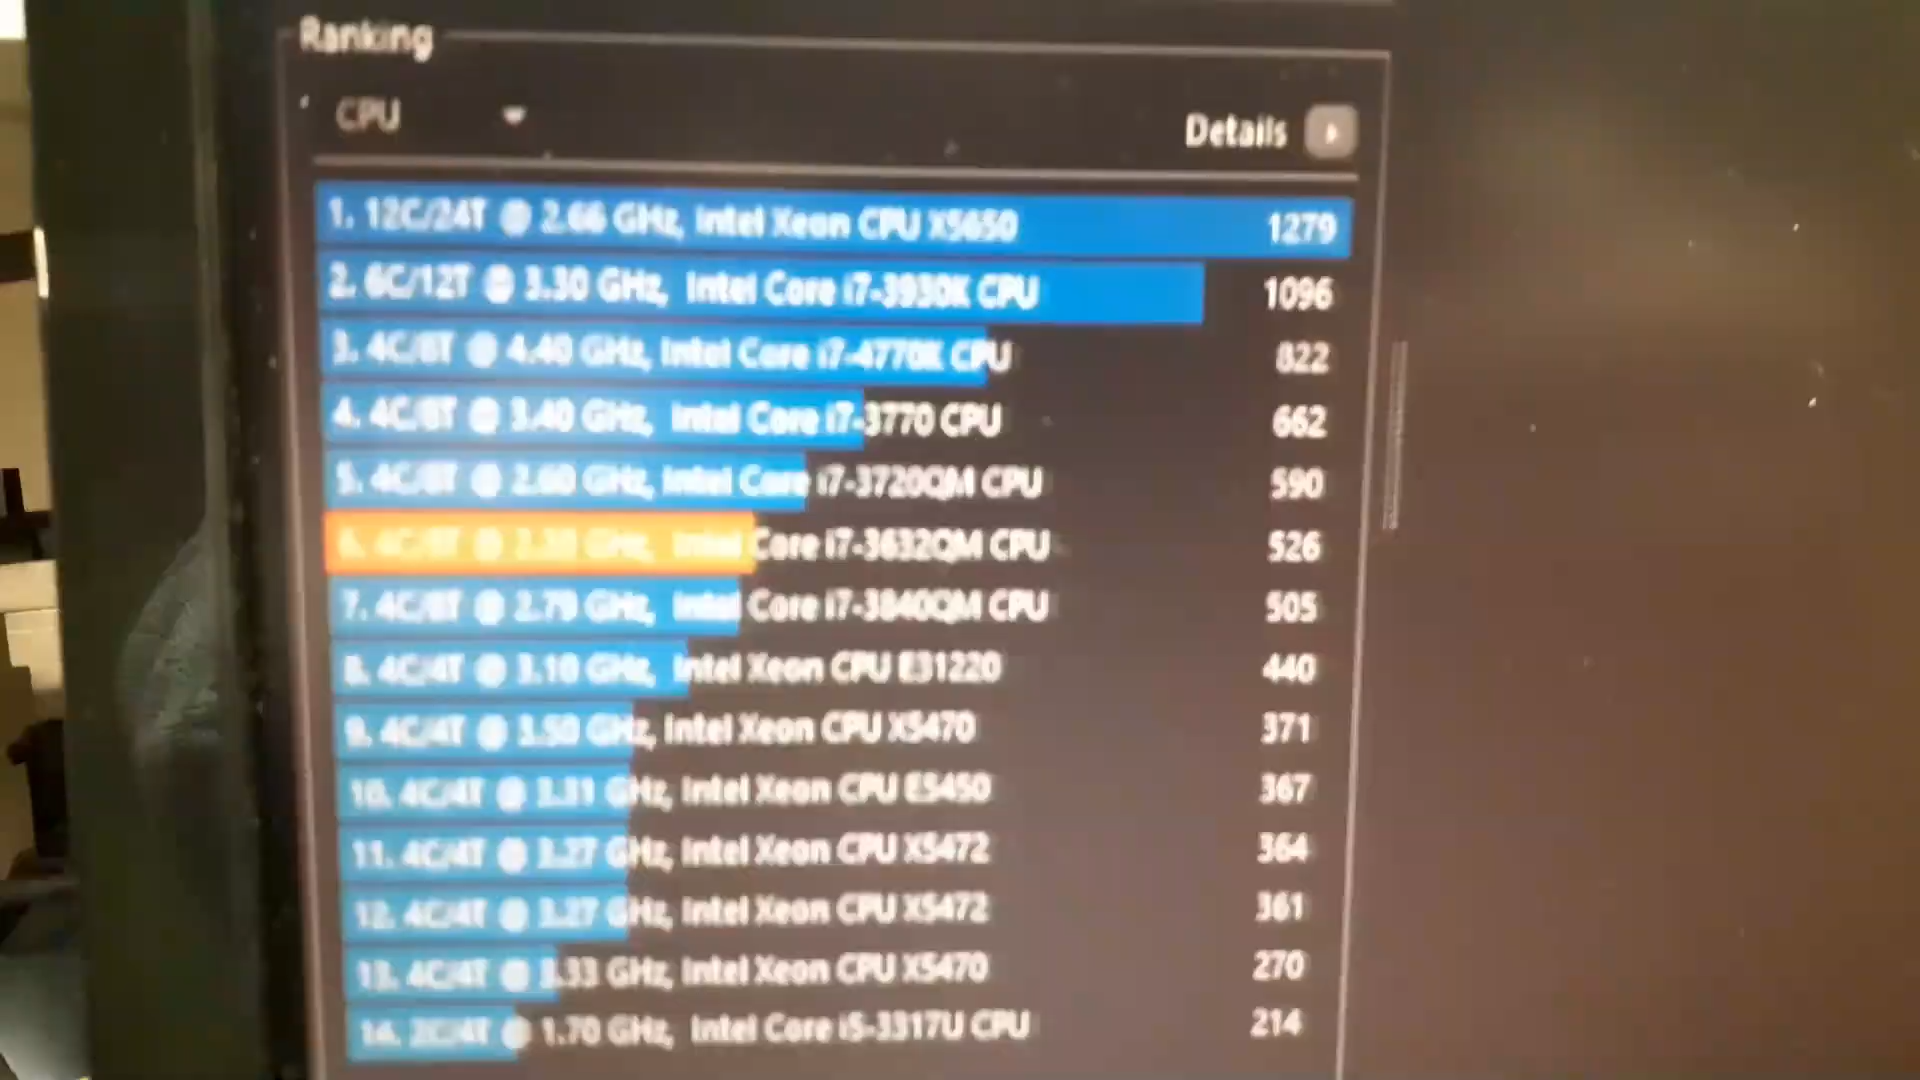 Ranking
CPU
Details
1. 12C/24T @ 2.66 GHz, Intel Xeon CPU X5650 1279
2. 6C/12T @ 3.30 GHz, Intel Core i7-3930K CPU 1096
3. 4C/8T @ 4.40 GHz, Intel Core i7-4770K CPU 822
4. 4C/8T @ 3.40 GHz, Intel Core i7-3770 CPU 662
5. 4C/8T @ 2.60 GHz, Intel Core i7-3720QM CPU 590
6. 4C/8T @ GHz, Intel Core i7-3632QM CPU 526
7. 4C/8T @ 2.79 GHz, Intel Core i7-3840QM CPU 505
8. 4C/4T @ 3.10 GHz, Intel Xeon CPU E31220 440
9. 4C/4T @ 3.50 GHz, Intel Xeon CPU X5470 371
10. 4C/4T @ 3.31 GHz, Intel Xeon CPU E5450 367
11. 4C/4T @ 3.27 GHz, Intel Xeon CPU X5472 364
12. 4C/4T @ 3.27 GHz, Intel Xeon CPU X5472 361
13. 4C/4T @ 3.33 GHz, Intel Xeon CPU X5470 270
14. 2C/4T @ 1.70 GHz, Intel Core i5-3317U CPU 214